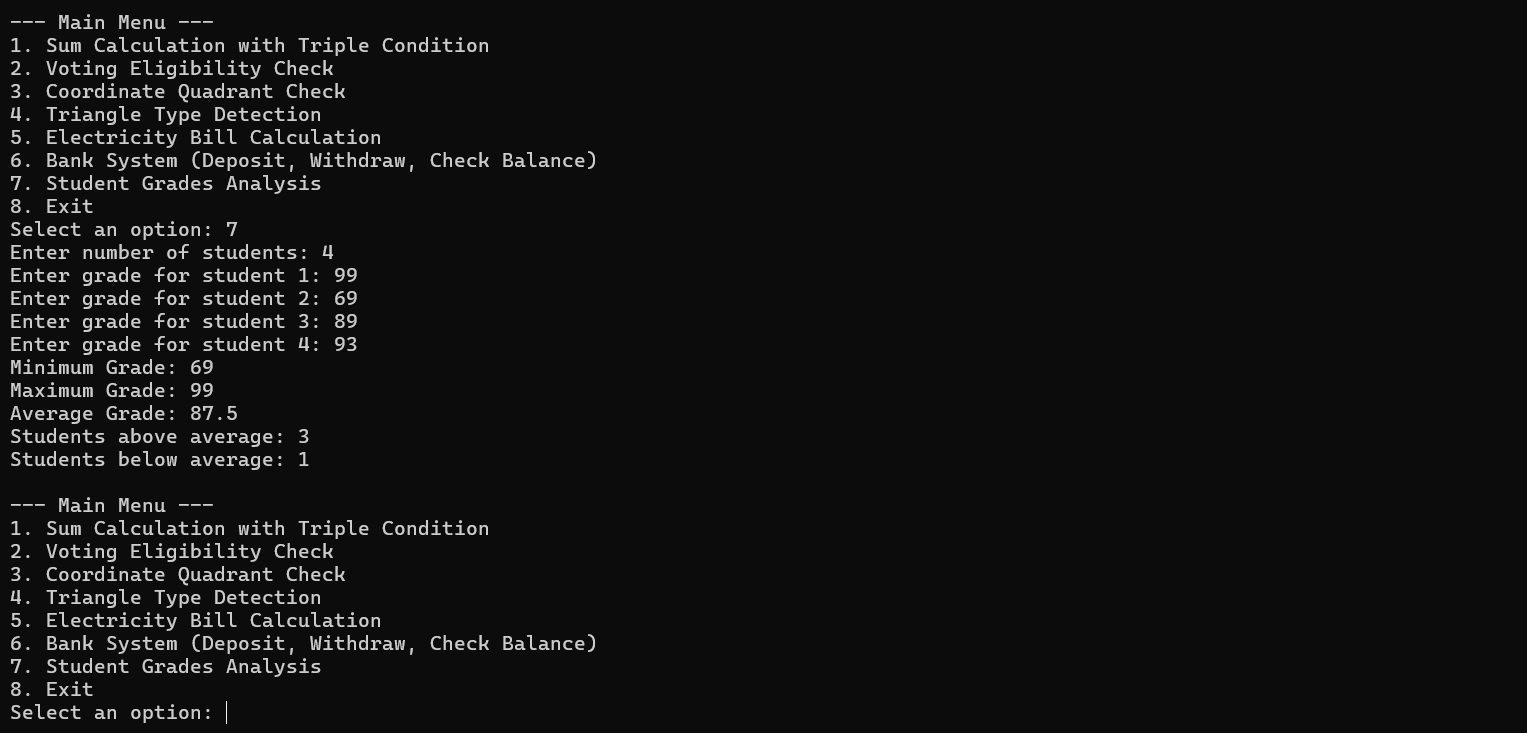 --- Main Menu ---
1. Sum Calculation with Triple Condition
2. Voting Eligibility Check
3. Coordinate Quadrant Check
4. Triangle Type Detection
5. Electricity Bill Calculation
6. Bank System (Deposit, Withdraw, Check Balance)
7. Student Grades Analysis
8. Exit
Select an option: 7
Enter number of students: 4
Enter grade for student 1: 99
Enter grade for student 2: 69
Enter grade for student 3: 89
Enter grade for student 4: 93
Minimum Grade: 69
Maximum Grade: 99
Average Grade: 87.5
Students above average: 3
Students below average: 1

--- Main Menu ---
1. Sum Calculation with Triple Condition
2. Voting Eligibility Check
3. Coordinate Quadrant Check
4. Triangle Type Detection
5. Electricity Bill Calculation
6. Bank System (Deposit, Withdraw, Check Balance)
7. Student Grades Analysis
8. Exit
Select an option: